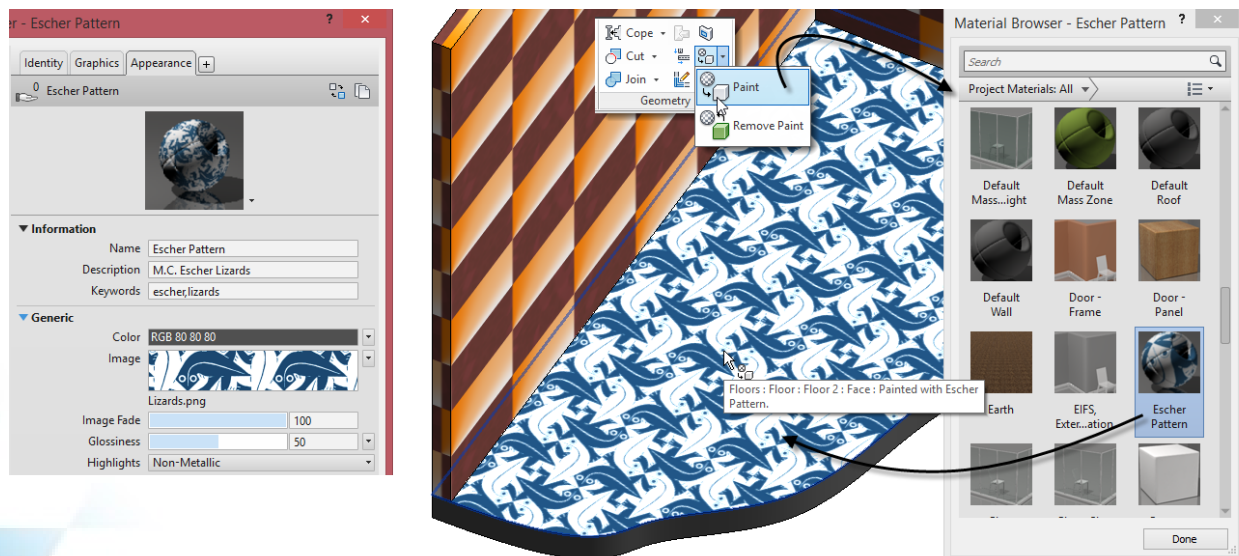 er - Escher Pattern ? ×
Identity Graphics Appearance +
0 Escher Pattern
Information
Name Escher Pattern
Description M.C. Escher Lizards
Keywords escher,lizards
Generic
Color RGB 80 80 80
Image
Lizards.png
Image Fade 100
Glossiness 50
Highlights Non-Metallic
Cope
Cut
Join
Geometry
Paint
Remove Paint
Floors : Floor : Floor 2 : Face : Painted with Escher
Pattern.
Material Browser - Escher Pattern ? ×
Search
Project Materials: All
Default Default Default
Mass...ight Mass Zone Roof
Default Door - Door -
Wall Frame Panel
Earth EIFS, Escher
Exter...ation Pattern
Done